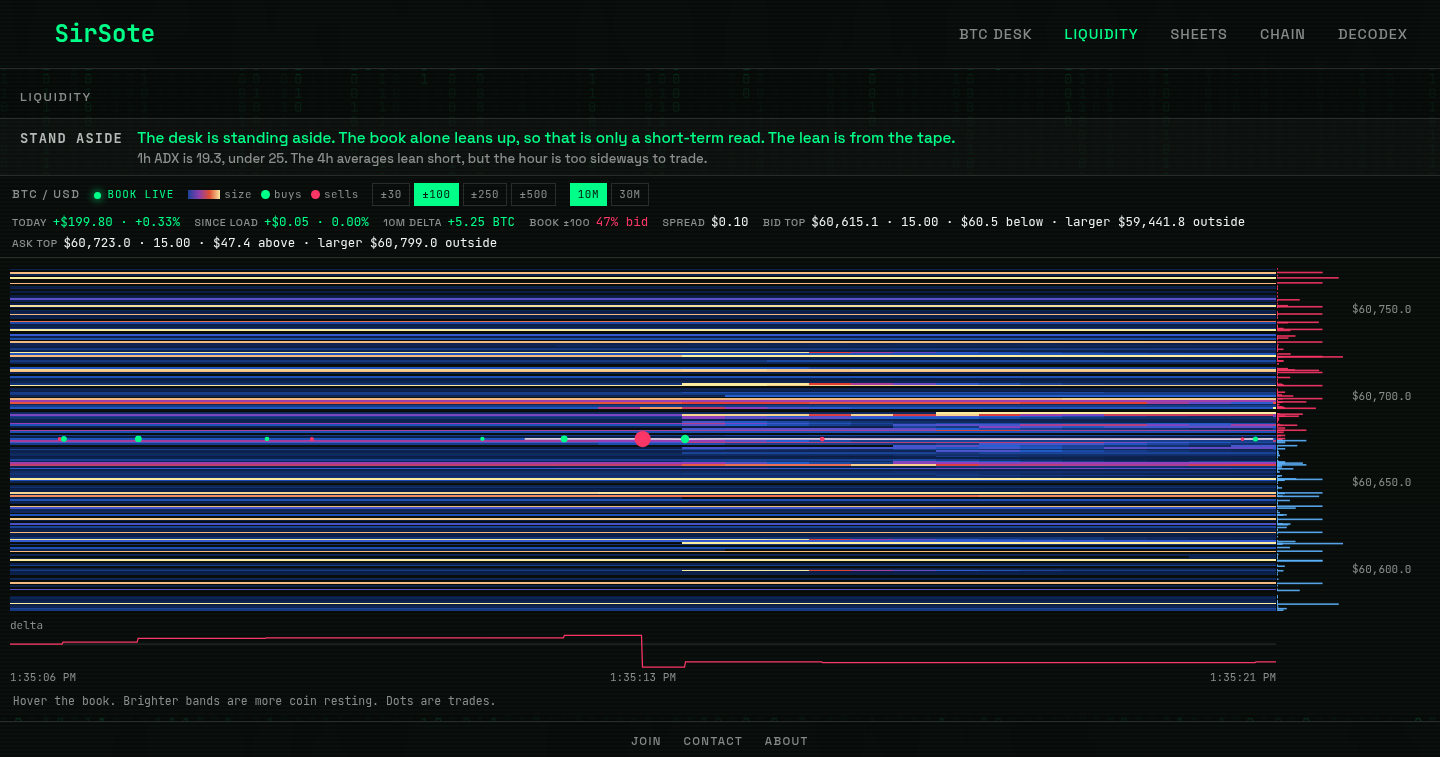 SirSote
BTC DESK LIQUIDITY SHEETS CHAIN DECODEX
LIQUIDITY
STAND ASIDE The desk is standing aside. The book alone leans up, so that is only a short-term read. The lean is from the tape.
1h ADX is 19.3, under 25. The 4h averages lean short, but the hour is too sideways to trade.
BTC / USD BOOK LIVE size buys sells ±30 ±100 ±250 ±500 10M 30M
TODAY +$199.80 · +0.33% SINCE LOAD +$0.05 · 0.00% 10M DELTA +5.25 BTC BOOK ±100 47% bid SPREAD $0.10 BID TOP $60,615.1 · 15.00 · $60.5 below · larger $59,441.8 outside
ASK TOP $60,723.0 · 15.00 · $47.4 above · larger $60,799.0 outside
$60,750.0
$60,700.0
$60,650.0
$60,600.0
delta
1:35:06 PM 1:35:13 PM 1:35:21 PM
Hover the book. Brighter bands are more coin resting. Dots are trades.
JOIN CONTACT ABOUT